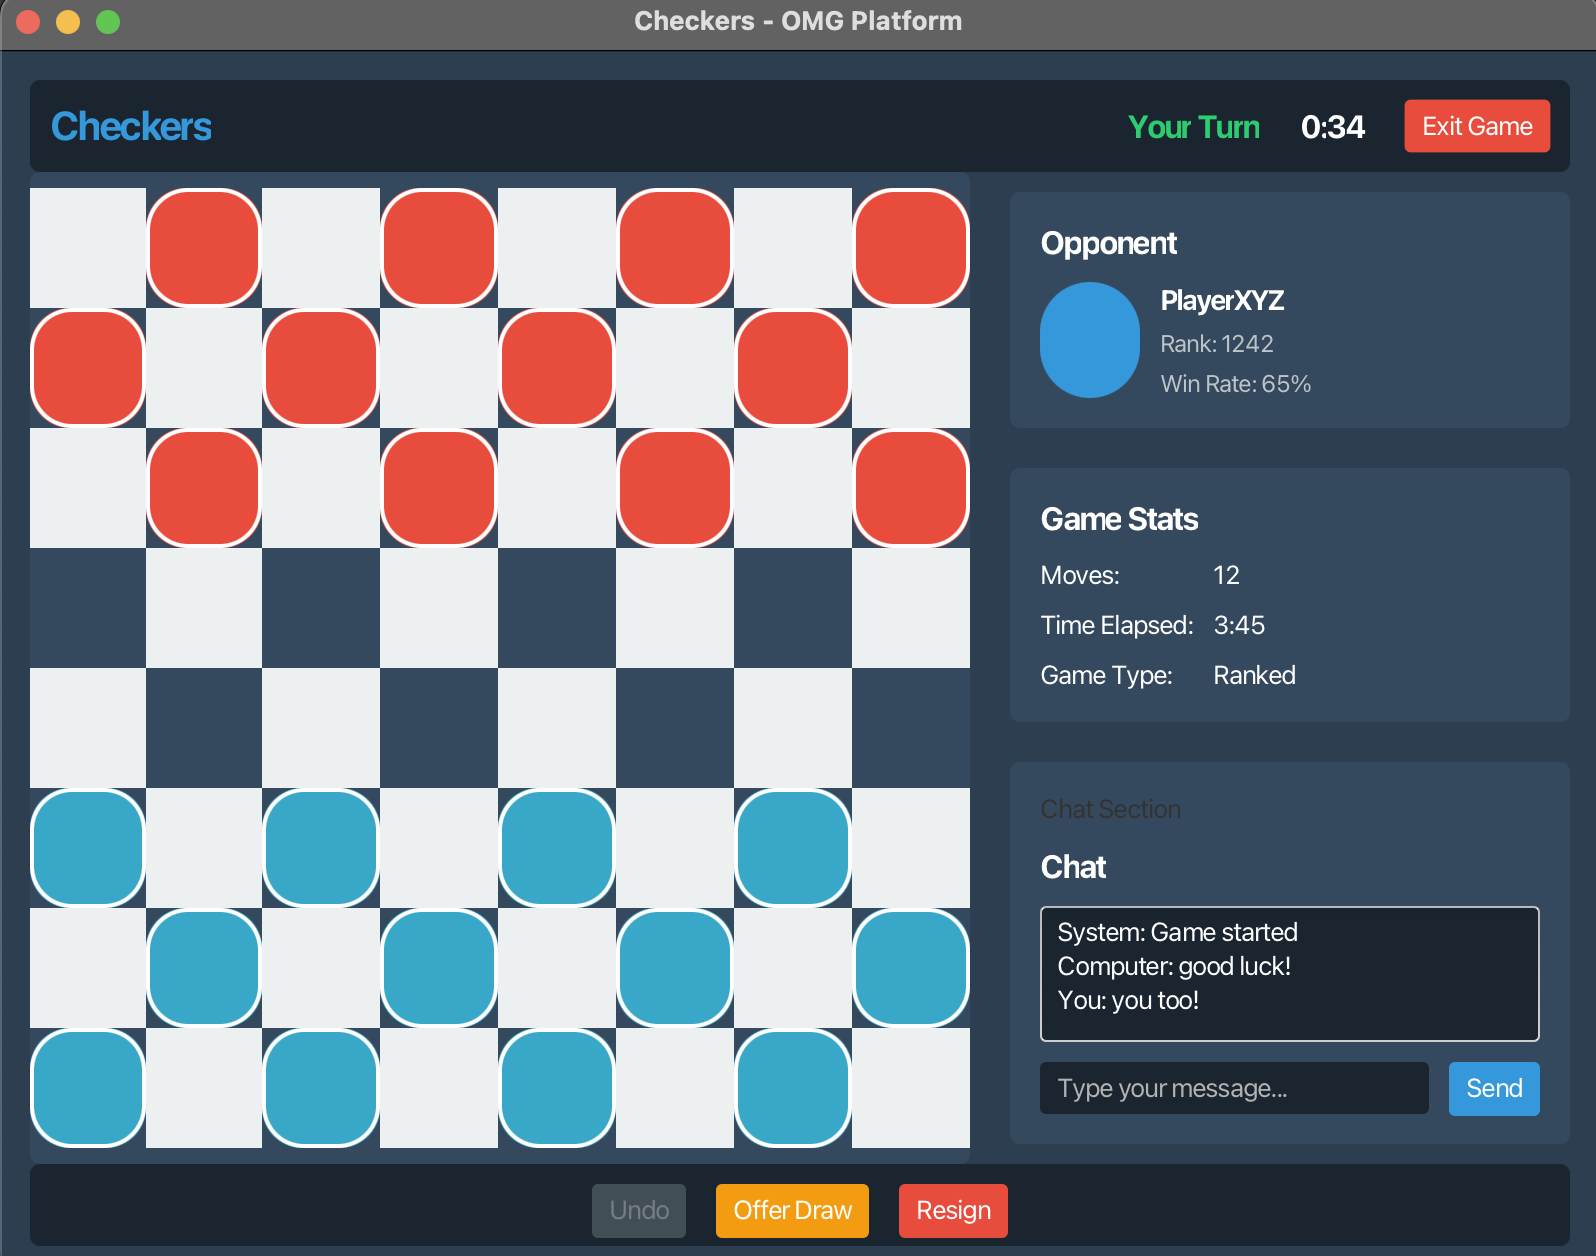 Checkers - OMG Platform
Checkers
Your Turn
0:34
Exit Game
Opponent
PlayerXYZ
Rank: 1242
Win Rate: 65%
Game Stats
Moves: 12
Time Elapsed: 3:45
Game Type: Ranked
Chat Section
Chat
System: Game started
Computer: good luck!
You: you too!
Type your message...
Send
Undo
Offer Draw
Resign